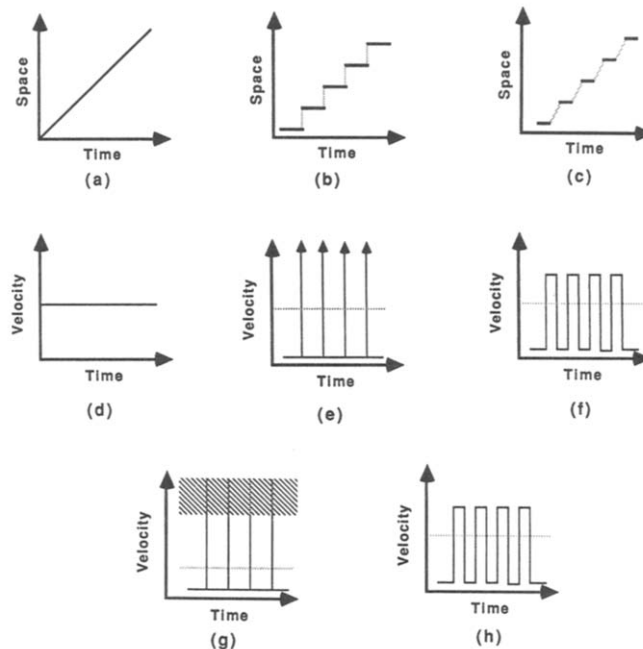 Space Space Space
Time Time Time
(a) (b) (c)
Velocity Velocity Velocity
Time Time Time
(d) (e) (f)
Velocity Velocity
Time Time
(g) (h)